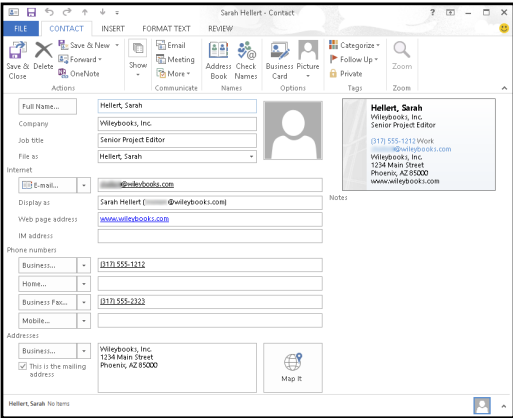 Sarah Hellert - Contact
FILE CONTACT INSERT FORMAT TEXT REVIEW
Save & Close
Delete
Save & New
Forward
OneNote
Actions
Show
Email
Meeting
More
Communicate
Address Book
Check Names
Names
Business Card
Picture
Options
Categorize
Follow Up
Private
Tags
Zoom
Zoom
Full Name... Hellert, Sarah
Company Wileybooks, Inc.
Job title Senior Project Editor
File as Hellert, Sarah
Internet
E-mail... @wileybooks.com
Display as Sarah Hellert ( @wileybooks.com)
Web page address www.wileybooks.com
IM address
Phone numbers
Business... (317) 555-1212
Home...
Business Fax... (317) 555-2323
Mobile...
Addresses
Business... Wileybooks, Inc.
1234 Main Street
Phoenix, AZ 85000
This is the mailing
address
Map It
Hellert, Sarah
Wileybooks, Inc.
Senior Project Editor
(317) 555-1212 Work
@wileybooks.com
Wileybooks, Inc.
1234 Main Street
Phoenix, AZ 85000
www.wileybooks.com
Notes
Hellert, Sarah No Items